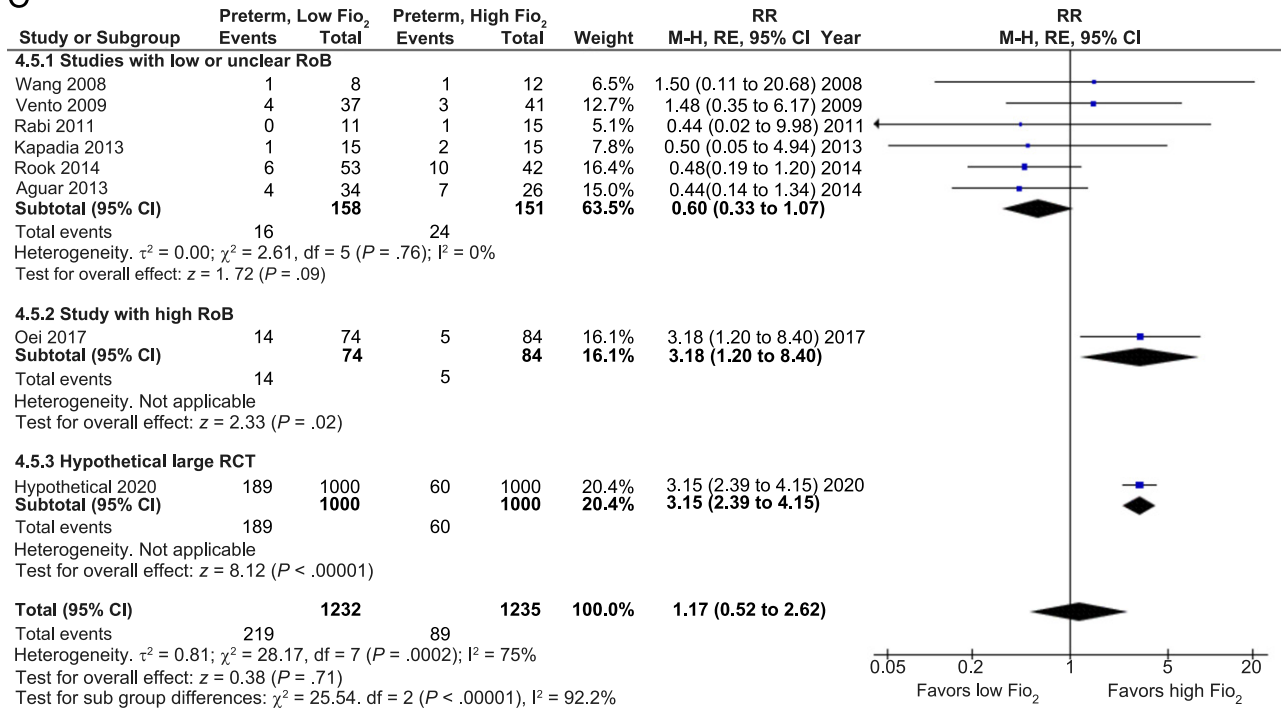 C
Preterm, Low Fio2 Preterm, High Fio2 RR RR
Study or Subgroup Events Total Events Total Weight M-H, RE, 95% CI Year M-H, RE, 95% CI
4.5.1 Studies with low or unclear RoB
Wang 2008 1 8 1 12 6.5% 1.50 (0.11 to 20.68) 2008
Vento 2009 4 37 3 41 12.7% 1.48 (0.35 to 6.17) 2009
Rabi 2011 0 11 1 15 5.1% 0.44 (0.02 to 9.98) 2011
Kapadia 2013 1 15 2 15 7.8% 0.50 (0.05 to 4.94) 2013
Rook 2014 6 53 10 42 16.4% 0.48(0.19 to 1.20) 2014
Aguar 2013 4 34 7 26 15.0% 0.44(0.14 to 1.34) 2014
Subtotal (95% CI) 158 151 63.5% 0.60 (0.33 to 1.07)
Total events 16 24
Heterogeneity. τ² = 0.00; χ² = 2.61, df = 5 (P = .76); I² = 0%
Test for overall effect: z = 1. 72 (P = .09)
4.5.2 Study with high RoB
Oei 2017 14 74 5 84 16.1% 3.18 (1.20 to 8.40) 2017
Subtotal (95% CI) 74 84 16.1% 3.18 (1.20 to 8.40)
Total events 14 5
Heterogeneity. Not applicable
Test for overall effect: z = 2.33 (P = .02)
4.5.3 Hypothetical large RCT
Hypothetical 2020 189 1000 60 1000 20.4% 3.15 (2.39 to 4.15) 2020
Subtotal (95% CI) 1000 1000 20.4% 3.15 (2.39 to 4.15)
Total events 189 60
Heterogeneity. Not applicable
Test for overall effect: z = 8.12 (P < .00001)
Total (95% CI) 1232 1235 100.0% 1.17 (0.52 to 2.62)
Total events 219 89
Heterogeneity. τ² = 0.81; χ² = 28.17, df = 7 (P = .0002); I² = 75%
Test for overall effect: z = 0.38 (P = .71)
Test for sub group differences: χ² = 25.54. df = 2 (P < .00001), I² = 92.2%
0.05 0.2 1 5 20
Favors low Fio2 Favors high Fio2